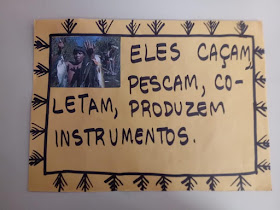 ELES CAÇAM,
PESCAM, CO-
LETAM, PRODUZEM
INSTRUMENTOS.